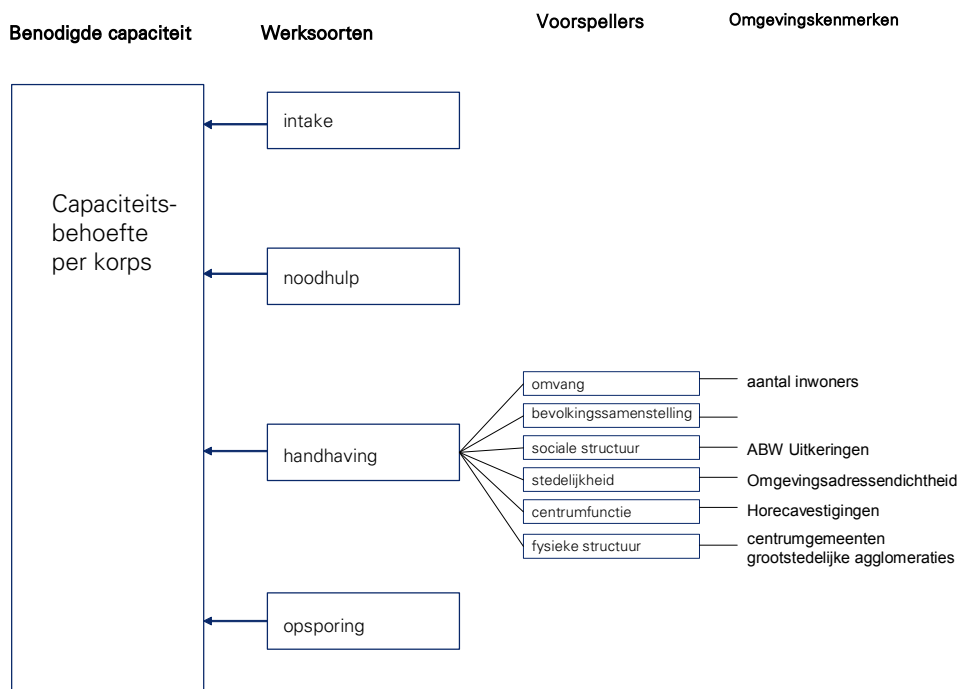 Benodigde capaciteit
Werksoorten
Voorspellers
Omgevingskenmerken
intake
Capaciteits-
behoefte
per korps
noodhulp
handhaving
omvang
aantal inwoners
bevolkingssamenstelling
sociale structuur
ABW Uitkeringen
stedelijkheid
Omgevingsadressendichtheid
centrumfunctie
Horecavestigingen
fysieke structuur
centrumgemeenten
grootstedelijke agglomeraties
opsporing